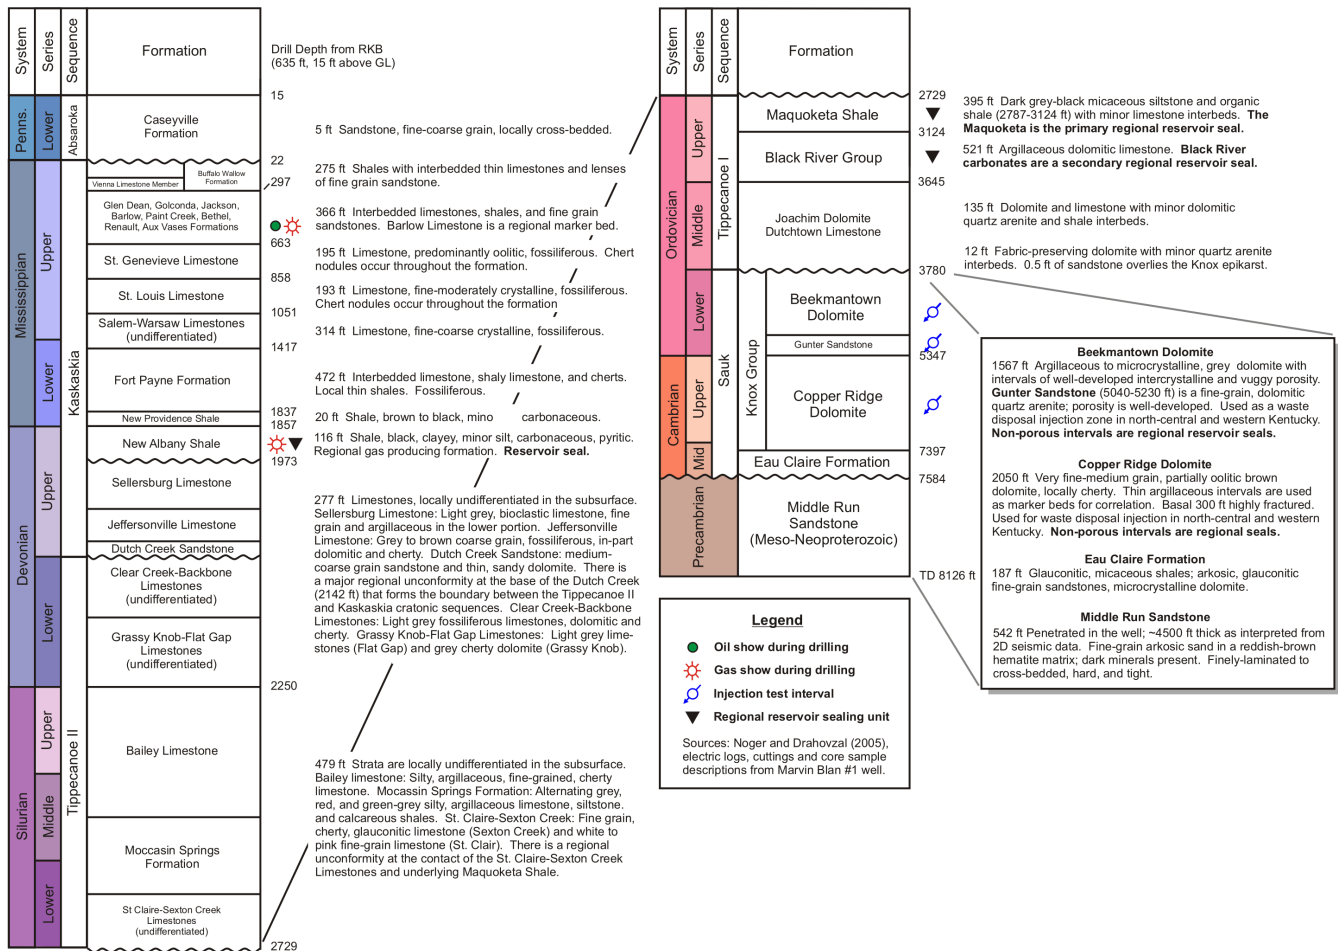 System
Series
Sequence
Formation
Drill Depth from RKB
(635 ft, 15 ft above GL)
15
Penns.
Lower
Absaroka
Caseyville
Formation
5 ft Sandstone, fine-coarse grain, locally cross-bedded.
22
Mississippian
Upper
Kaskaskia
Vienna Limestone Member
Buffalo Wallow
Formation
297
275 ft Shales with interbedded thin limestones and lenses
of fine grain sandstone.
Glen Dean, Golconda, Jackson,
Barlow, Paint Creek, Bethel,
Renault, Aux Vases Formations
366 ft Interbedded limestones, shales, and fine grain
sandstones. Barlow Limestone is a regional marker bed.
663
St. Genevieve Limestone
195 ft Limestone, predominantly oolitic, fossiliferous. Chert
nodules occur throughout the formation.
858
St. Louis Limestone
193 ft Limestone, fine-moderately crystalline, fossiliferous.
Chert nodules occur throughout the formation
1051
Salem-Warsaw Limestones
(undifferentiated)
314 ft Limestone, fine-coarse crystalline, fossiliferous.
1417
Lower
Fort Payne Formation
472 ft Interbedded limestone, shaly limestone, and cherts.
Local thin shales. Fossiliferous.
1837
New Providence Shale
20 ft Shale, brown to black, mino carbonaceous.
1857
Devonian
Upper
New Albany Shale
116 ft Shale, black, clayey, minor silt, carbonaceous, pyritic.
Regional gas producing formation. Reservoir seal.
1973
Sellersburg Limestone
Jeffersonville Limestone
Dutch Creek Sandstone
Lower
Clear Creek-Backbone
Limestones
(undifferentiated)
Grassy Knob-Flat Gap
Limestones
(undifferentiated)
277 ft Limestones, locally undifferentiated in the subsurface.
Sellersburg Limestone: Light grey, bioclastic limestone, fine
grain and argillaceous in the lower portion. Jeffersonville
Limestone: Grey to brown coarse grain, fossiliferous, in-part
dolomitic and cherty. Dutch Creek Sandstone: medium-
coarse grain sandstone and thin, sandy dolomite. There is
a major regional unconformity at the base of the Dutch Creek
(2142 ft) that forms the boundary between the Tippecanoe II
and Kaskaskia cratonic sequences. Clear Creek-Backbone
Limestones: Light grey fossiliferous limestones, dolomitic and
cherty. Grassy Knob-Flat Gap Limestones: Light grey lime-
stones (Flat Gap) and grey cherty dolomite (Grassy Knob).
2250
Silurian
Upper
Middle
Lower
Tippecanoe II
Bailey Limestone
Moccasin Springs
Formation
St Claire-Sexton Creek
Limestones
(undifferentiated)
479 ft Strata are locally undifferentiated in the subsurface.
Bailey limestone: Silty, argillaceous, fine-grained, cherty
limestone. Mocassin Springs Formation: Alternating grey,
red, and green-grey silty, argillaceous limestone, siltstone.
and calcareous shales. St. Claire-Sexton Creek: Fine grain,
cherty, glauconitic limestone (Sexton Creek) and white to
pink fine-grain limestone (St. Clair). There is a regional
unconformity at the contact of the St. Claire-Sexton Creek
Limestones and underlying Maquoketa Shale.
2729
System
Series
Sequence
Formation
2729
Ordovician
Upper
Tippecanoe I
Maquoketa Shale
395 ft Dark grey-black micaceous siltstone and organic
shale (2787-3124 ft) with minor limestone interbeds. The
Maquoketa is the primary regional reservoir seal.
3124
Black River Group
521 ft Argillaceous dolomitic limestone. Black River
carbonates are a secondary regional reservoir seal.
3645
Middle
Joachim Dolomite
Dutchtown Limestone
135 ft Dolomite and limestone with minor dolomitic
quartz arenite and shale interbeds.
12 ft Fabric-preserving dolomite with minor quartz arenite
interbeds. 0.5 ft of sandstone overlies the Knox epikarst.
3780
Lower
Sauk
Knox Group
Beekmantown
Dolomite
Gunter Sandstone
5347
Cambrian
Upper
Copper Ridge
Dolomite
7397
Mid
Eau Claire Formation
7584
Precambrian
Middle Run
Sandstone
(Meso-Neoproterozoic)
TD 8126 ft
Beekmantown Dolomite
1567 ft Argillaceous to microcrystalline, grey dolomite with
intervals of well-developed intercrystalline and vuggy porosity.
Gunter Sandstone (5040-5230 ft) is a fine-grain, dolomitic
quartz arenite; porosity is well-developed. Used as a waste
disposal injection zone in north-central and western Kentucky.
Non-porous intervals are regional reservoir seals.
Copper Ridge Dolomite
2050 ft Very fine-medium grain, partially oolitic brown
dolomite, locally cherty. Thin argillaceous intervals are used
as marker beds for correlation. Basal 300 ft highly fractured.
Used for waste disposal injection in north-central and western
Kentucky. Non-porous intervals are regional seals.
Eau Claire Formation
187 ft Glauconitic, micaceous shales; arkosic, glauconitic
fine-grain sandstones, microcrystalline dolomite.
Middle Run Sandstone
542 ft Penetrated in the well; ~4500 ft thick as interpreted from
2D seismic data. Fine-grain arkosic sand in a reddish-brown
hematite matrix; dark minerals present. Finely-laminated to
cross-bedded, hard, and tight.
Legend
Oil show during drilling
Gas show during drilling
Injection test interval
Regional reservoir sealing unit
Sources: Noger and Drahovzal (2005),
electric logs, cuttings and core sample
descriptions from Marvin Blan #1 well.